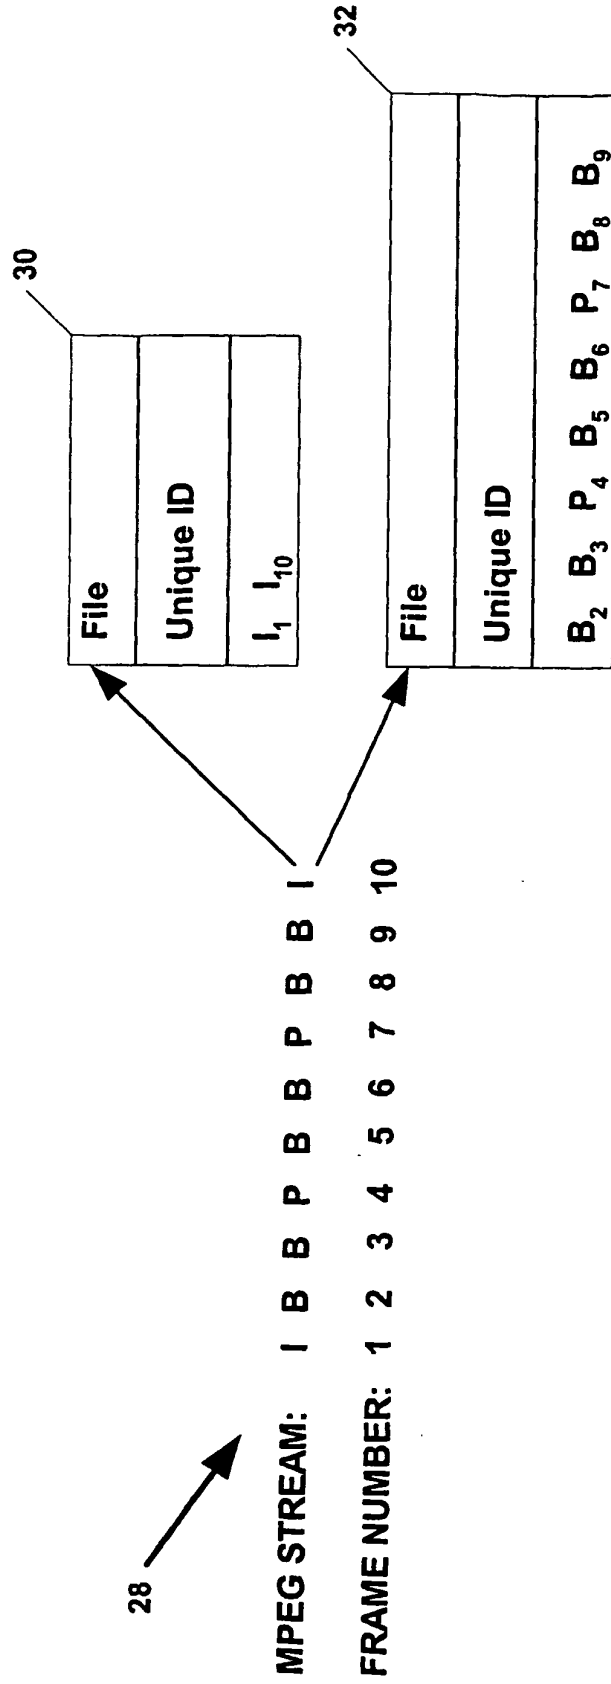 28
MPEG STREAM: I B B P B B P B B I
FRAME NUMBER: 1 2 3 4 5 6 7 8 9 10
30
File
Unique ID
I₁ I₁₀
32
File
Unique ID
B₂ B₃ P₄ B₅ B₆ P₇ B₈ B₉